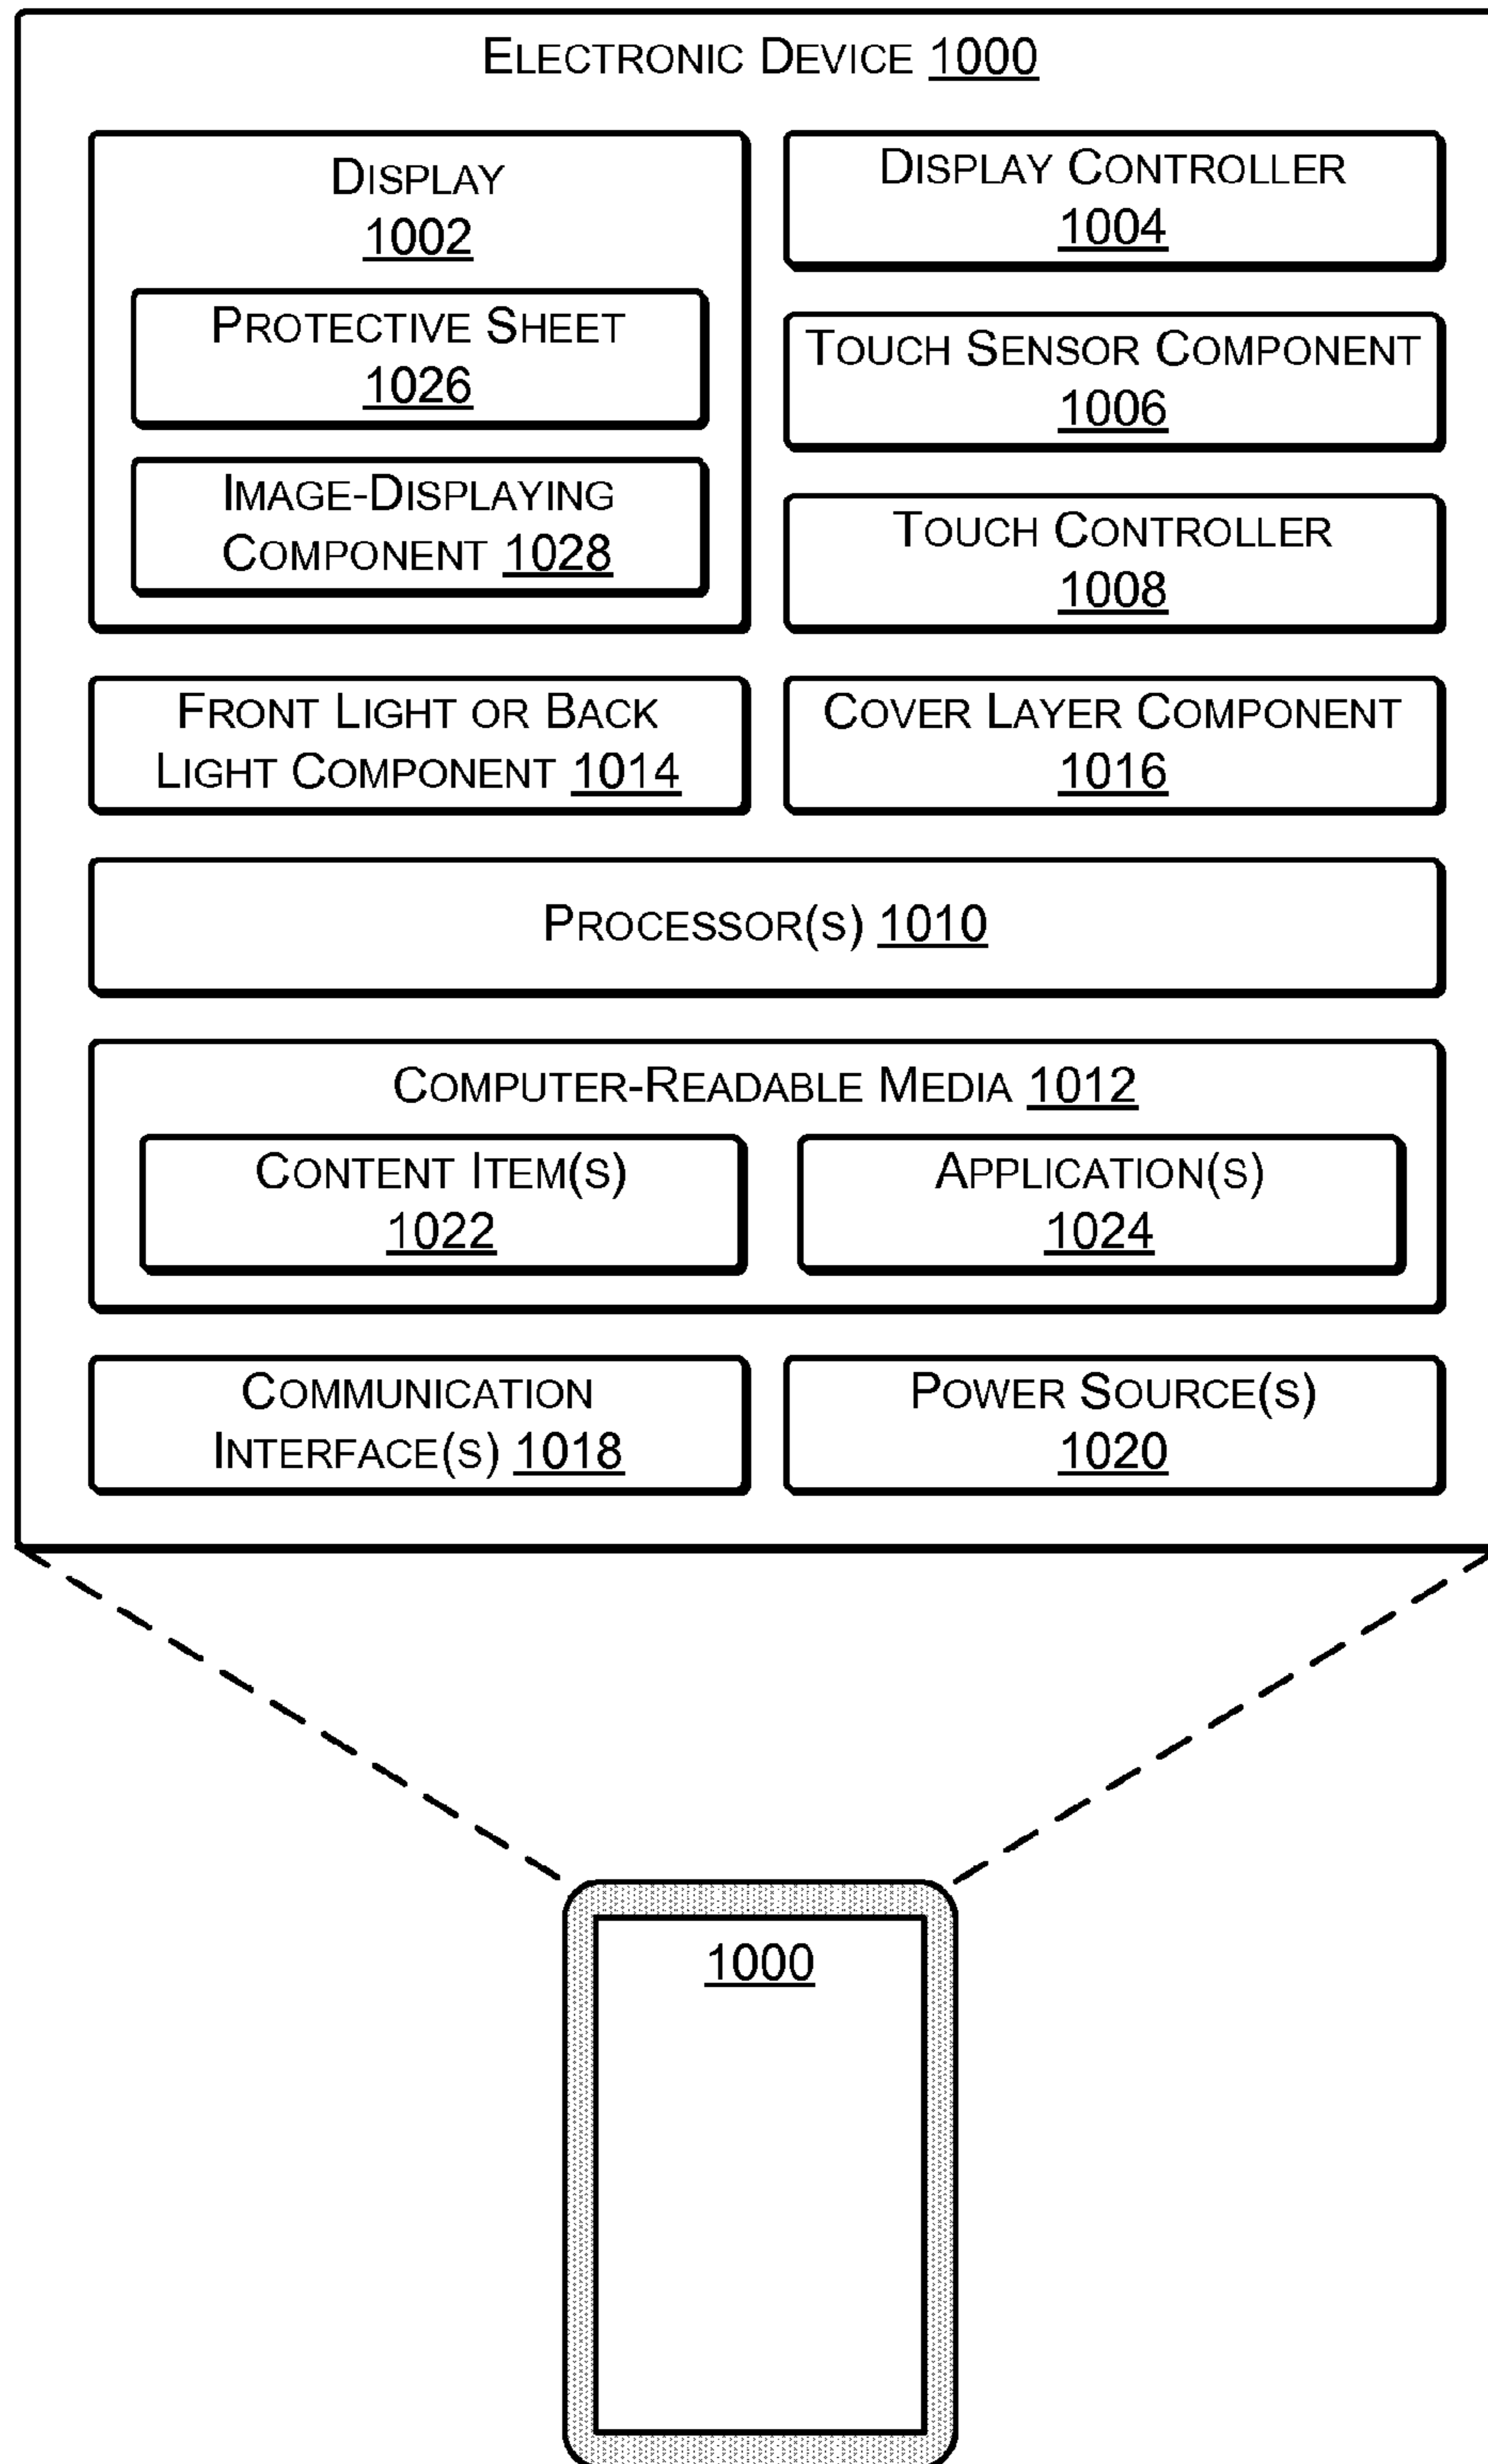 ELECTRONIC DEVICE 1000
DISPLAY
1002
PROTECTIVE SHEET
1026
IMAGE-DISPLAYING
COMPONENT 1028
DISPLAY CONTROLLER
1004
TOUCH SENSOR COMPONENT
1006
TOUCH CONTROLLER
1008
FRONT LIGHT OR BACK
LIGHT COMPONENT 1014
COVER LAYER COMPONENT
1016
PROCESSOR(S) 1010
COMPUTER-READABLE MEDIA 1012
CONTENT ITEM(S)
1022
APPLICATION(S)
1024
COMMUNICATION
INTERFACE(S) 1018
POWER SOURCE(S)
1020
1000